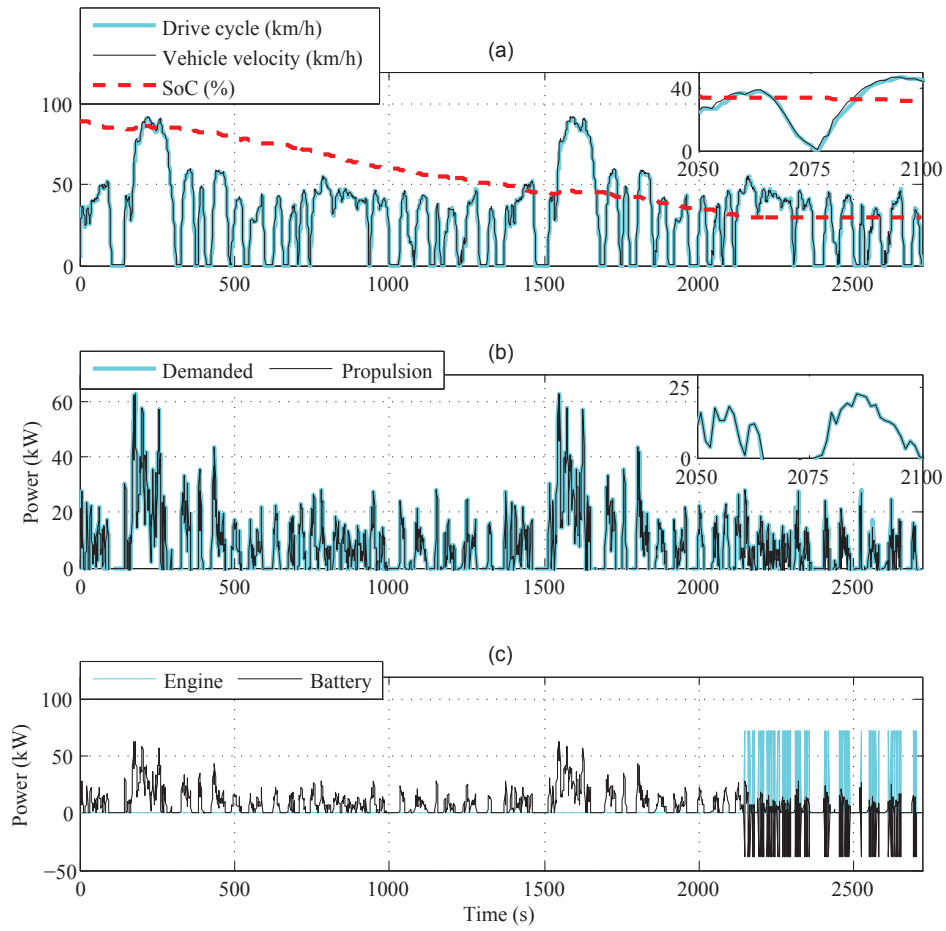 Drive cycle (km/h)
Vehicle velocity (km/h)
SoC (%)
(a)
100
50
0
0 500 1000 1500 2000 2500
40
0
2050 2075 2100
(b)
Demanded Propulsion
Power (kW)
60
40
20
0
0 500 1000 1500 2000 2500
25
0
2050 2075 2100
(c)
Engine Battery
Power (kW)
100
50
0
−50
0 500 1000 1500 2000 2500
Time (s)